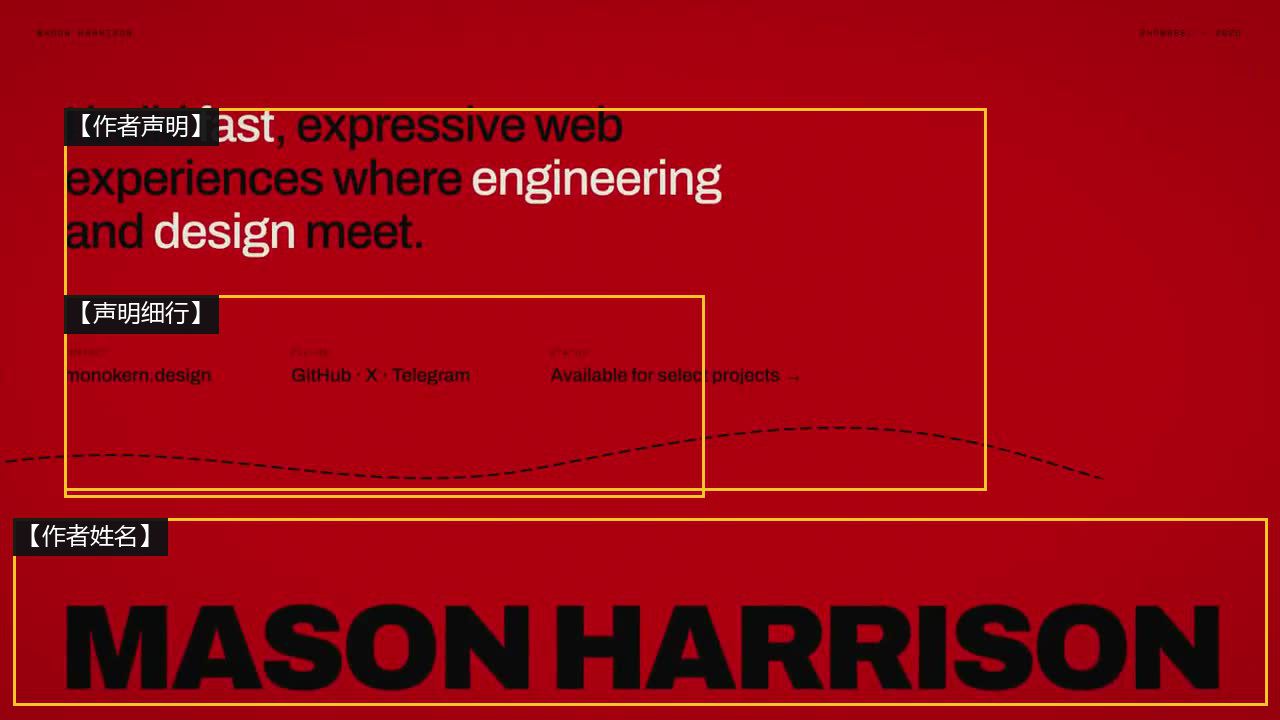 MASON HARRISON
【作者声明】 fast, expressive web
experiences where engineering
and design meet.
【声明细行】
monokern.design
GitHub · X · Telegram
Available for select projects →
【作者姓名】
MASON HARRISON